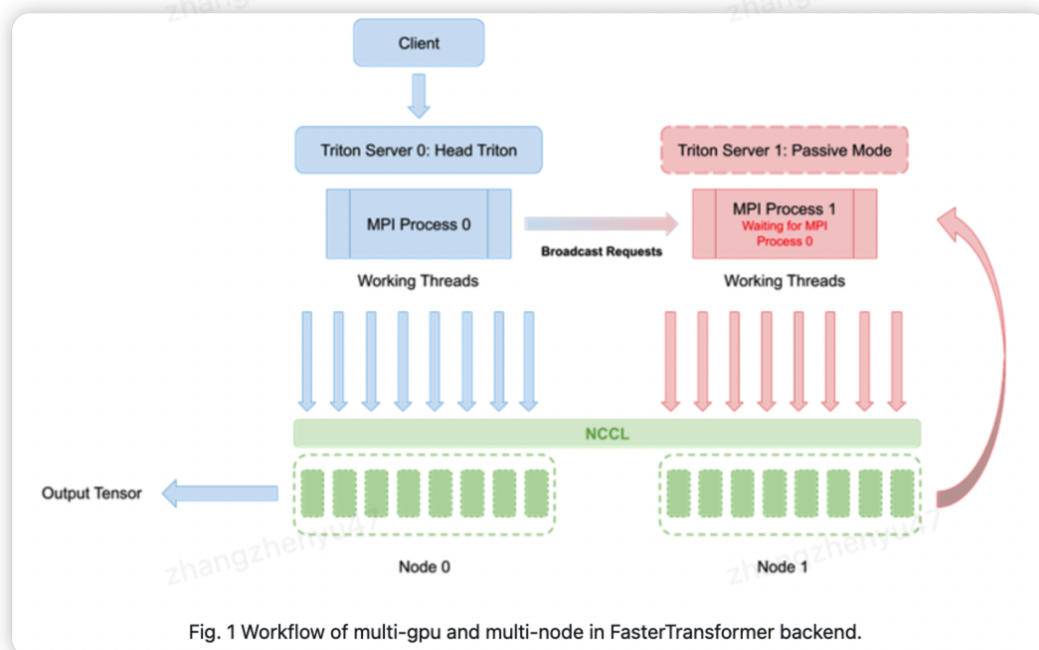 Client
Triton Server 0: Head Triton
Triton Server 1: Passive Mode
MPI Process 0
MPI Process 1
Waiting for MPI
Process 0
Broadcast Requests
Working Threads
Working Threads
NCCL
Output Tensor
zhangzhenyu47
zhangzhenyu47
Node 0
Node 1
Fig. 1 Workflow of multi-gpu and multi-node in FasterTransformer backend.